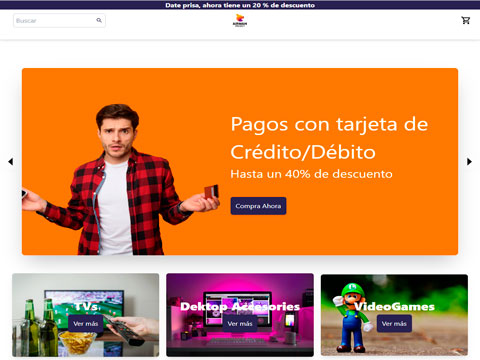 Date prisa, ahora tiene un 20 % de descuento
Buscar
Pagos con tarjeta de
Crédito/Débito
Hasta un 40% de descuento
Compra Ahora
TVs
Dektop Accesories
VideoGames
Ver más
Ver más
Ver más